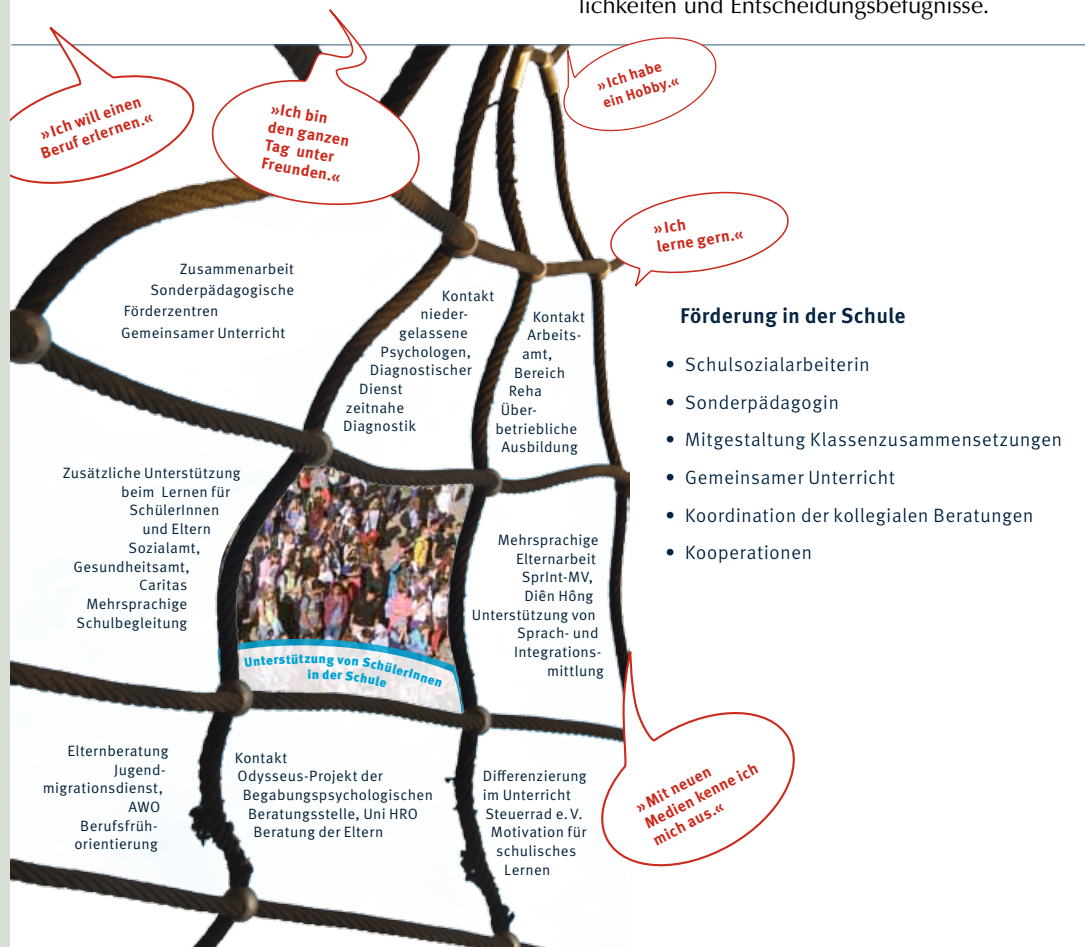 lichkeiten und Entscheidungsbefugnisse.
»Ich will einen
Beruf erlernen.«
»Ich bin
den ganzen
Tag unter
Freunden.«
»Ich habe
ein Hobby.«
»Ich
lerne gern.«
Zusammenarbeit
Sonderpädagogische
Förderzentren
Gemeinsamer Unterricht
Kontakt
nieder-
gelassene
Psychologen,
Diagnostischer
Dienst
zeitnahe
Diagnostik
Kontakt
Arbeits-
amt,
Bereich
Reha
Über-
betriebliche
Ausbildung
Förderung in der Schule
• Schulsozialarbeiterin
• Sonderpädagogin
• Mitgestaltung Klassenzusammensetzungen
• Gemeinsamer Unterricht
• Koordination der kollegialen Beratungen
• Kooperationen
Zusätzliche Unterstützung
beim Lernen für
SchülerInnen
und Eltern
Sozialamt,
Gesundheitsamt,
Caritas
Mehrsprachige
Schulbegleitung
Unterstützung von SchülerInnen
in der Schule
Mehrsprachige
Elternarbeit
SprInt-MV,
Diên Hông
Unterstützung von
Sprach- und
Integrations-
mittlung
Elternberatung
Jugend-
migrationsdienst,
AWO
Berufsfrüh-
orientierung
Kontakt
Odysseus-Projekt der
Begabungspsychologischen
Beratungsstelle, Uni HRO
Beratung der Eltern
Differenzierung
im Unterricht
Steuerrad e. V.
Motivation für
schulisches
Lernen
»Mit neuen
Medien kenne ich
mich aus.«